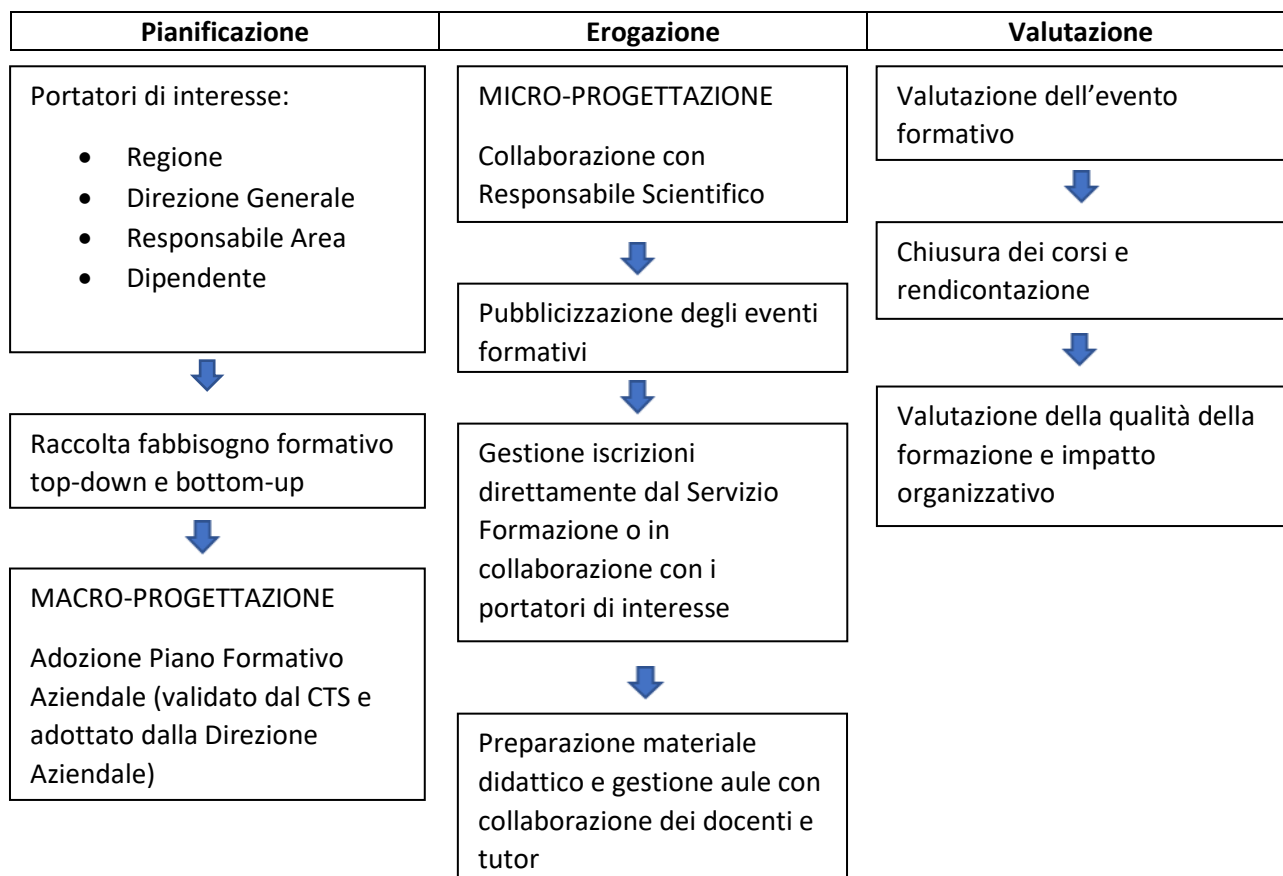 Pianificazione
Erogazione
Valutazione
Portatori di interesse:
• Regione
• Direzione Generale
• Responsabile Area
• Dipendente
Raccolta fabbisogno formativo
top-down e bottom-up
MACRO-PROGETTAZIONE
Adozione Piano Formativo
Aziendale (validato dal CTS e
adottato dalla Direzione
Aziendale)
MICRO-PROGETTAZIONE
Collaborazione con
Responsabile Scientifico
Pubblicizzazione degli eventi
formativi
Gestione iscrizioni
direttamente dal Servizio
Formazione o in
collaborazione con i
portatori di interesse
Preparazione materiale
didattico e gestione aule con
collaborazione dei docenti e
tutor
Valutazione dell’evento
formativo
Chiusura dei corsi e
rendicontazione
Valutazione della qualità della
formazione e impatto
organizzativo